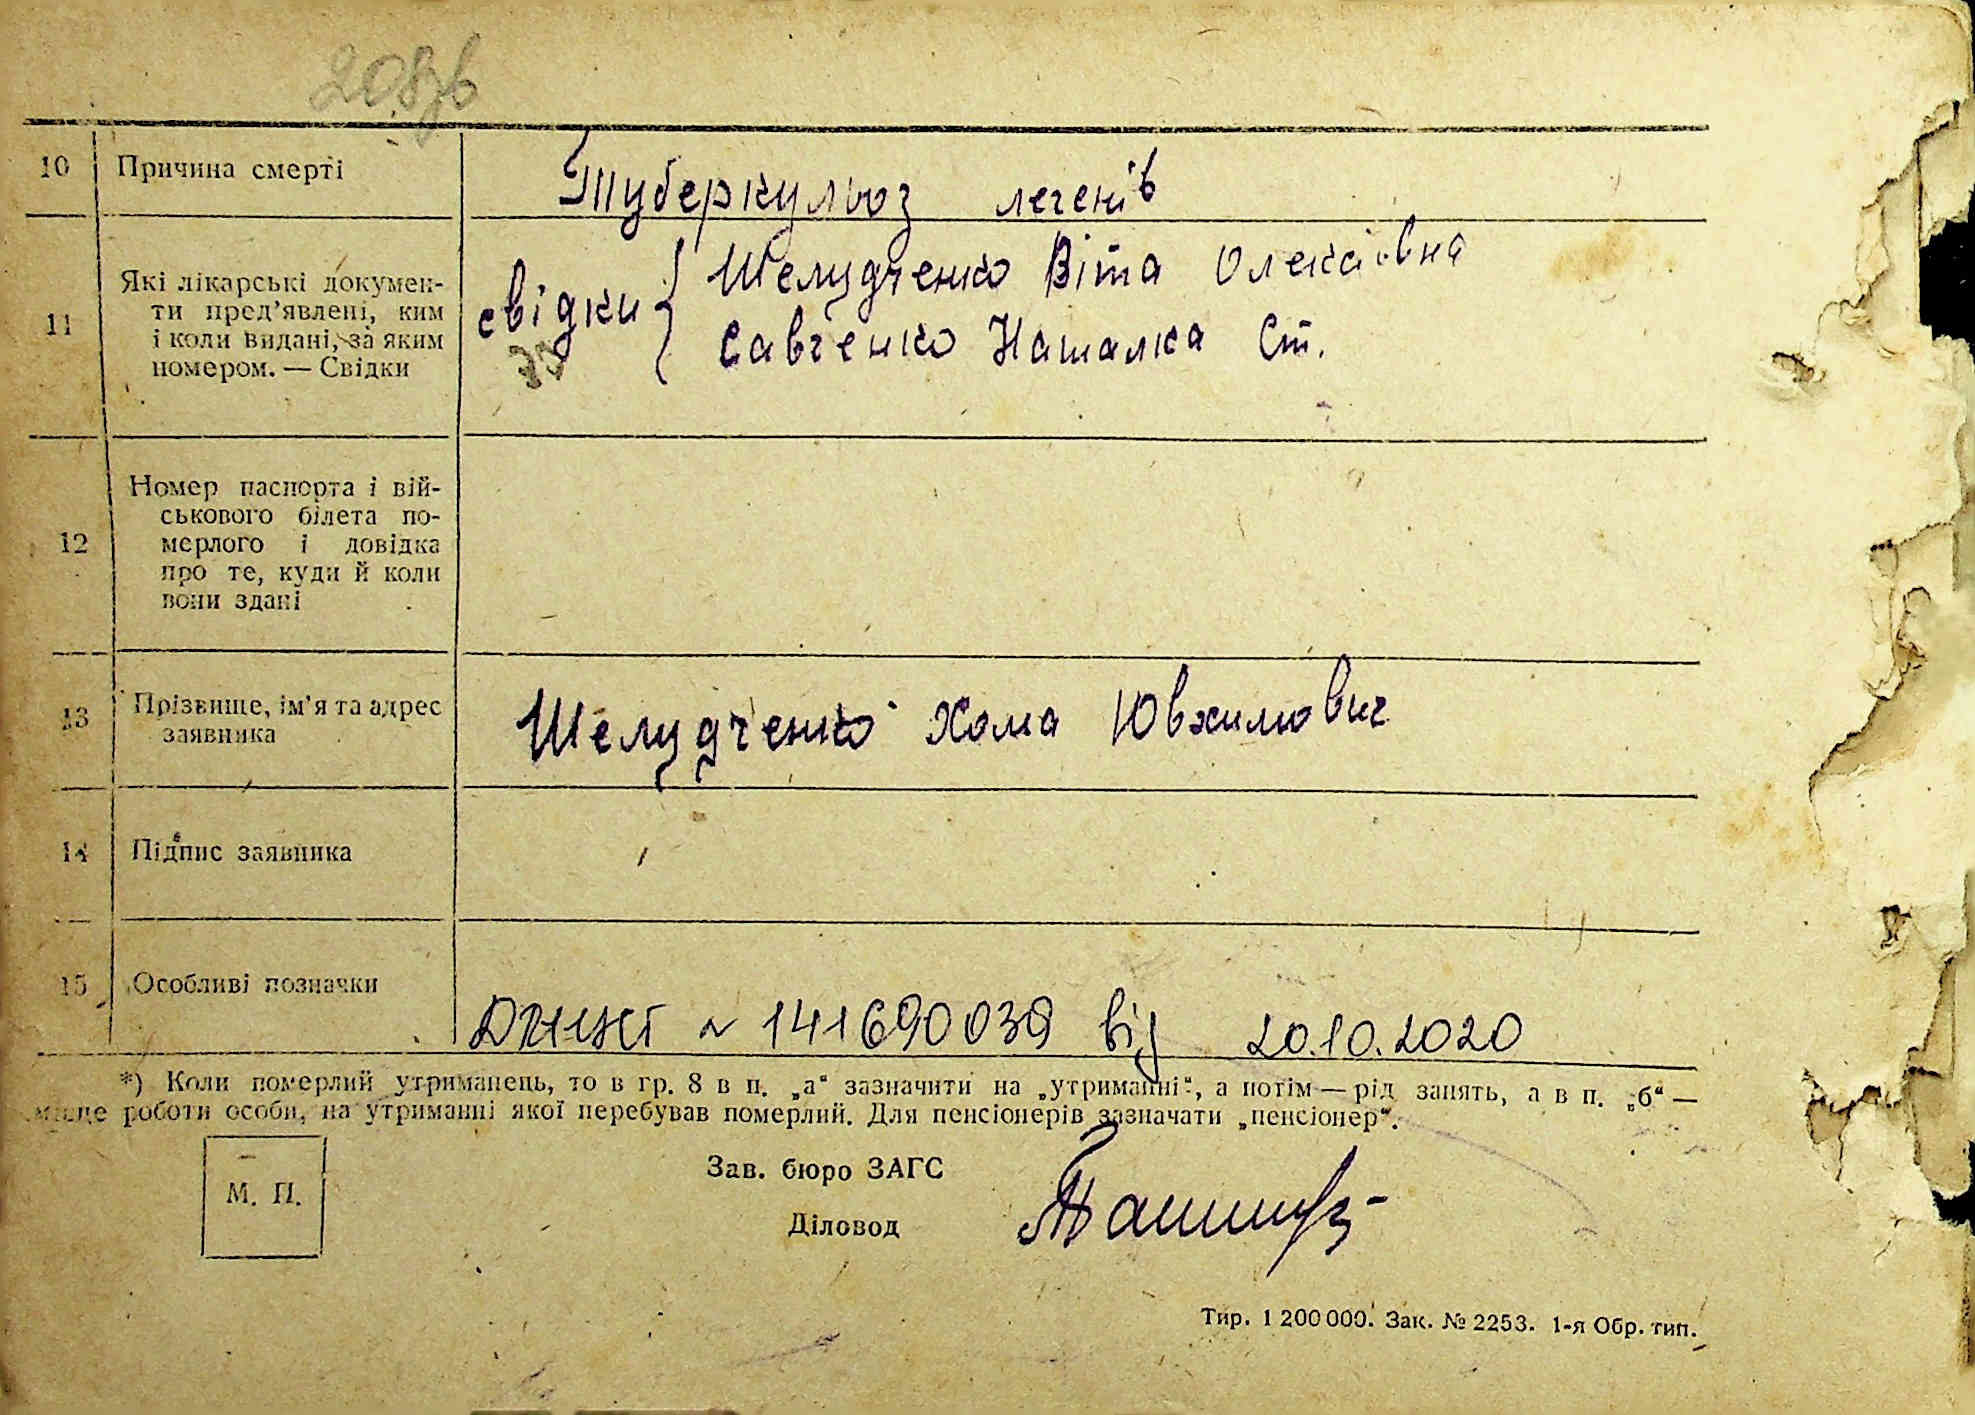 208зв
10 Причина смерті Туберкульоз легенів
11 Які лікарські докумен-
ти пред'явлені, ким
і коли видані, за яким
номером. — Свідки
свідки { Шелудченко Віта Олексіовна
Савченко Наталка Ст.
12 Номер паспорта і вій-
ськового білета по-
мерлого і довідка
про те, куди й коли
вони здані
13 Прізвище, ім'я та адрес
заявника
Шелудченко Хома Ювхимович
14 Підпис заявника
15 Особливі позначки
№ 141690039 від 20.10.2020
*) Коли померлий утриманець, то в гр. 8 в п. „а“ зазначити на „утриманні“, а потім — рід занять, а в п. „б“ —
місце роботи особи, на утриманні якої перебував померлий. Для пенсіонерів зазначати „пенсіонер“.
М. П.
Зав. бюро ЗАГС
Діловод
Тир. 1 200 000. Зак. № 2253. 1-я Обр. тип.